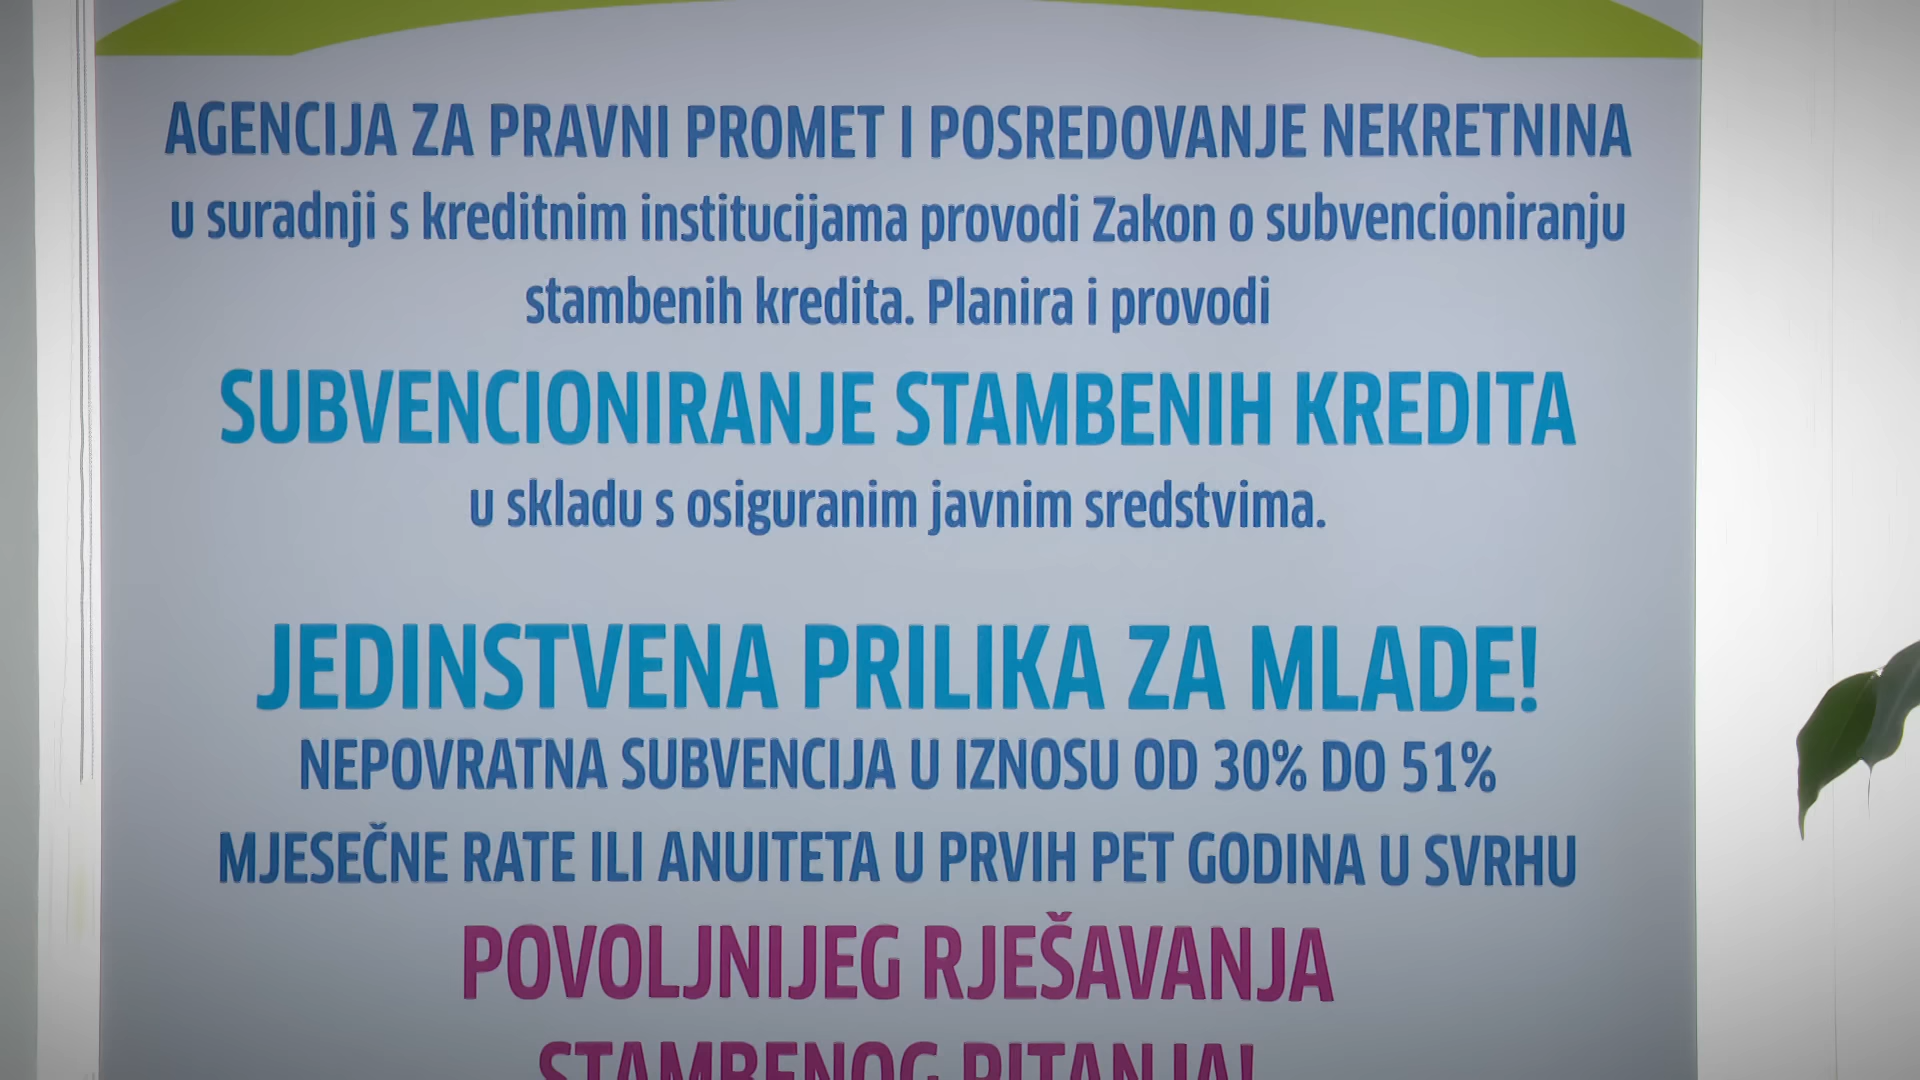 AGENCIJA ZA PRAVNI PROMET I POSREDOVANJE NEKRETNINA
u suradnji s kreditnim institucijama provodi Zakon o subvencioniranju
stambenih kredita. Planira i provodi
SUBVENCIONIRANJE STAMBENIH KREDITA
u skladu s osiguranim javnim sredstvima.
JEDINSTVENA PRILIKA ZA MLADE!
NEPOVRATNA SUBVENCIJA U IZNOSU OD 30% DO 51%
MJESEČNE RATE ILI ANUITETA U PRVIH PET GODINA U SVRHU
POVOLJNIJEG RJEŠAVANJA
STAMBENOG PITANJA!